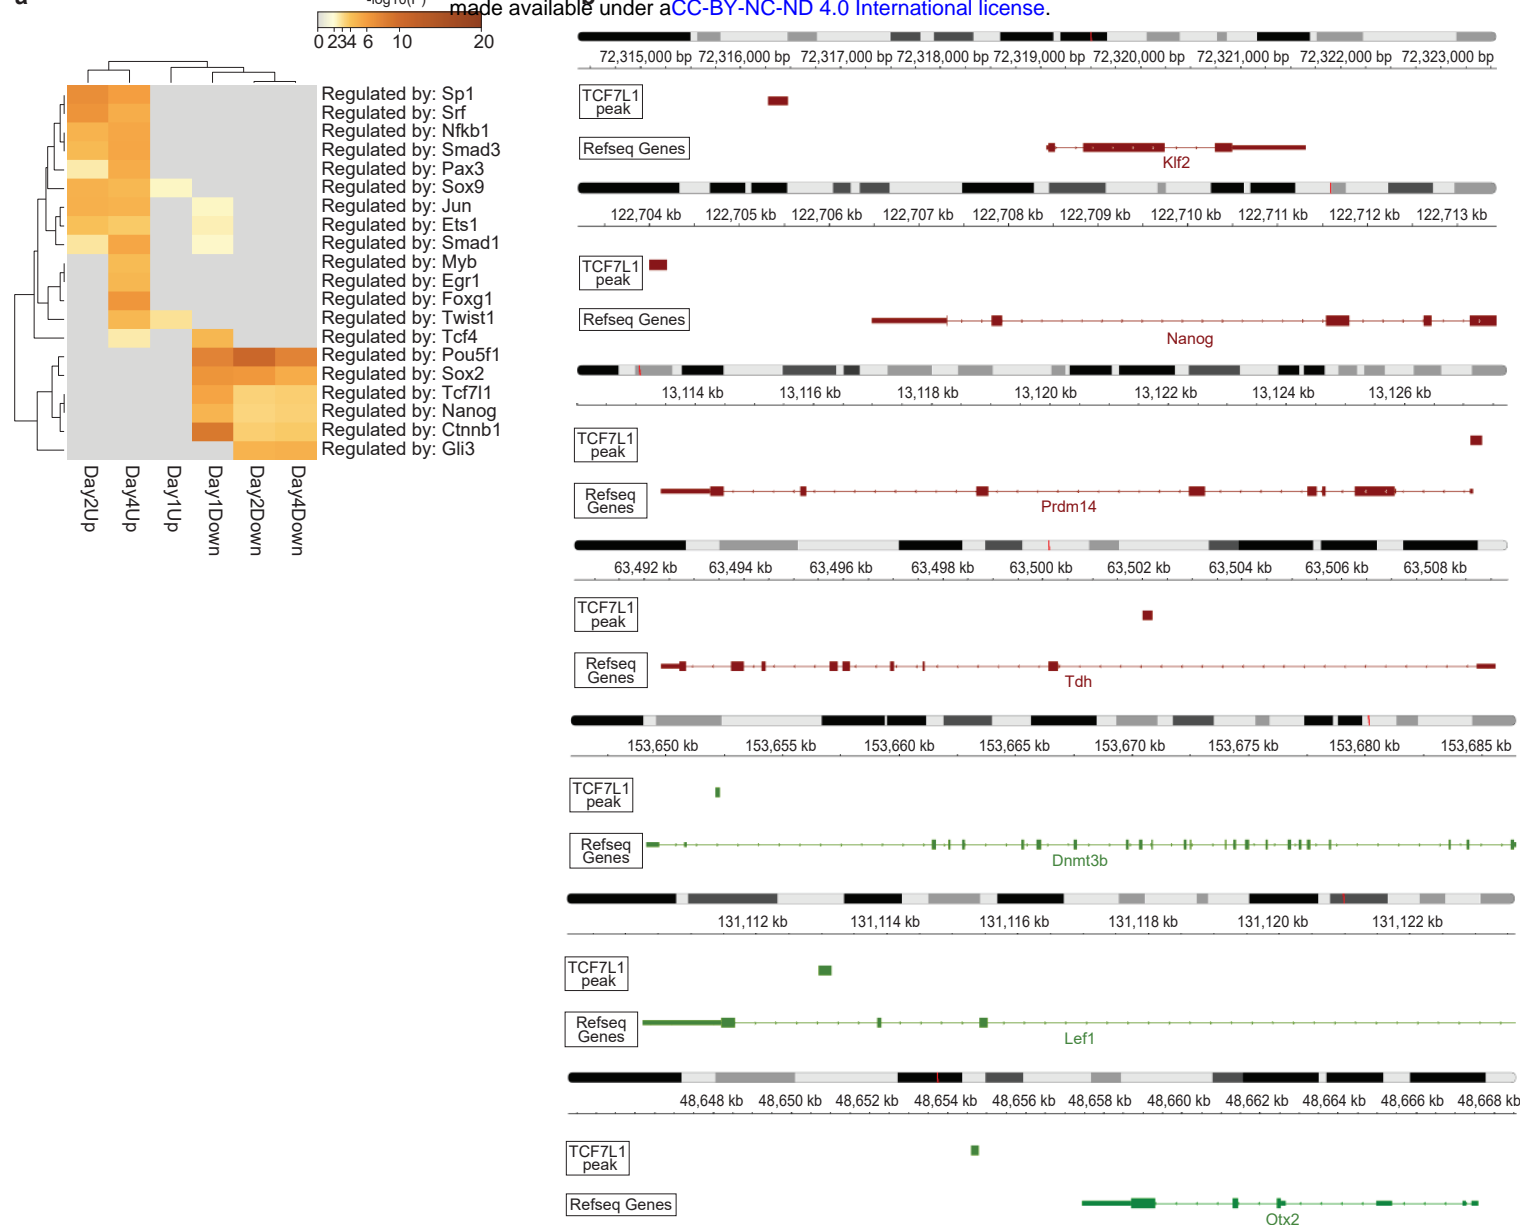 made available under aCC-BY-NC-ND 4.0 International license.
0 2 3 4 6 10 20
Regulated by: Sp1
Regulated by: Srf
Regulated by: Nfkb1
Regulated by: Smad3
Regulated by: Pax3
Regulated by: Sox9
Regulated by: Jun
Regulated by: Ets1
Regulated by: Smad1
Regulated by: Myb
Regulated by: Egr1
Regulated by: Foxg1
Regulated by: Twist1
Regulated by: Tcf4
Regulated by: Pou5f1
Regulated by: Sox2
Regulated by: Tcf7l1
Regulated by: Nanog
Regulated by: Ctnnb1
Regulated by: Gli3
Day2Up
Day4Up
Day1Up
Day1Down
Day2Down
Day4Down
72,315,000 bp 72,316,000 bp 72,317,000 bp 72,318,000 bp 72,319,000 bp 72,320,000 bp 72,321,000 bp 72,322,000 bp 72,323,000 bp
TCF7L1
peak
Refseq Genes
Klf2
122,704 kb 122,705 kb 122,706 kb 122,707 kb 122,708 kb 122,709 kb 122,710 kb 122,711 kb 122,712 kb 122,713 kb
TCF7L1
peak
Refseq Genes
Nanog
13,114 kb 13,116 kb 13,118 kb 13,120 kb 13,122 kb 13,124 kb 13,126 kb
TCF7L1
peak
Refseq
Genes
Prdm14
63,492 kb 63,494 kb 63,496 kb 63,498 kb 63,500 kb 63,502 kb 63,504 kb 63,506 kb 63,508 kb
TCF7L1
peak
Refseq
Genes
Tdh
153,650 kb 153,655 kb 153,660 kb 153,665 kb 153,670 kb 153,675 kb 153,680 kb 153,685 kb
TCF7L1
peak
Refseq
Genes
Dnmt3b
131,112 kb 131,114 kb 131,116 kb 131,118 kb 131,120 kb 131,122 kb
TCF7L1
peak
Refseq
Genes
Lef1
48,648 kb 48,650 kb 48,652 kb 48,654 kb 48,656 kb 48,658 kb 48,660 kb 48,662 kb 48,664 kb 48,666 kb 48,668 kb
TCF7L1
peak
Refseq Genes
Otx2